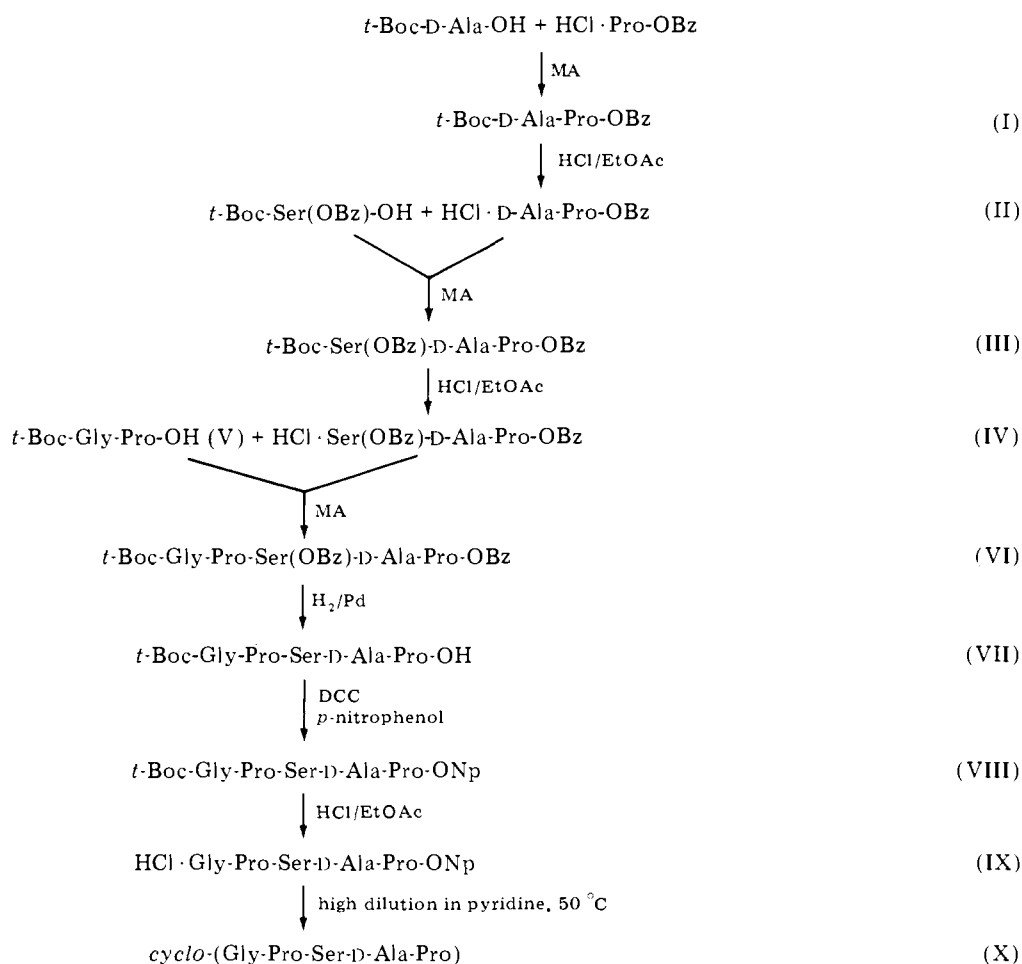 t-Boc-D-Ala-OH + HCl · Pro-OBz
MA
t-Boc-D-Ala-Pro-OBz (I)
HCl/EtOAc
t-Boc-Ser(OBz)-OH + HCl · D-Ala-Pro-OBz (II)
MA
t-Boc-Ser(OBz)-D-Ala-Pro-OBz (III)
HCl/EtOAc
t-Boc-Gly-Pro-OH (V) + HCl · Ser(OBz)-D-Ala-Pro-OBz (IV)
MA
t-Boc-Gly-Pro-Ser(OBz)-D-Ala-Pro-OBz (VI)
H₂/Pd
t-Boc-Gly-Pro-Ser-D-Ala-Pro-OH (VII)
DCC
p-nitrophenol
t-Boc-Gly-Pro-Ser-D-Ala-Pro-ONp (VIII)
HCl/EtOAc
HCl · Gly-Pro-Ser-D-Ala-Pro-ONp (IX)
high dilution in pyridine, 50 °C
cyclo-(Gly-Pro-Ser-D-Ala-Pro) (X)